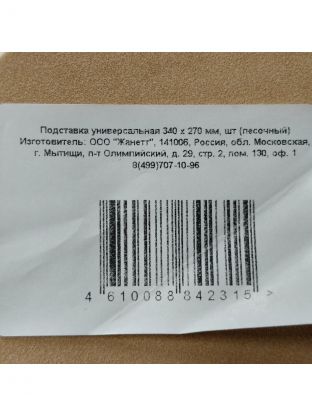 Подставка универсальная 340 x 270 мм, шт (песочный)
Изготовитель: ООО "Жанетт", 141006, Россия, обл. Московская,
г. Мытищи, п-т Олимпийский, д. 29, стр. 2, пом. 130, оф. 1
8(499)707-10-96
4 610088 842315 >